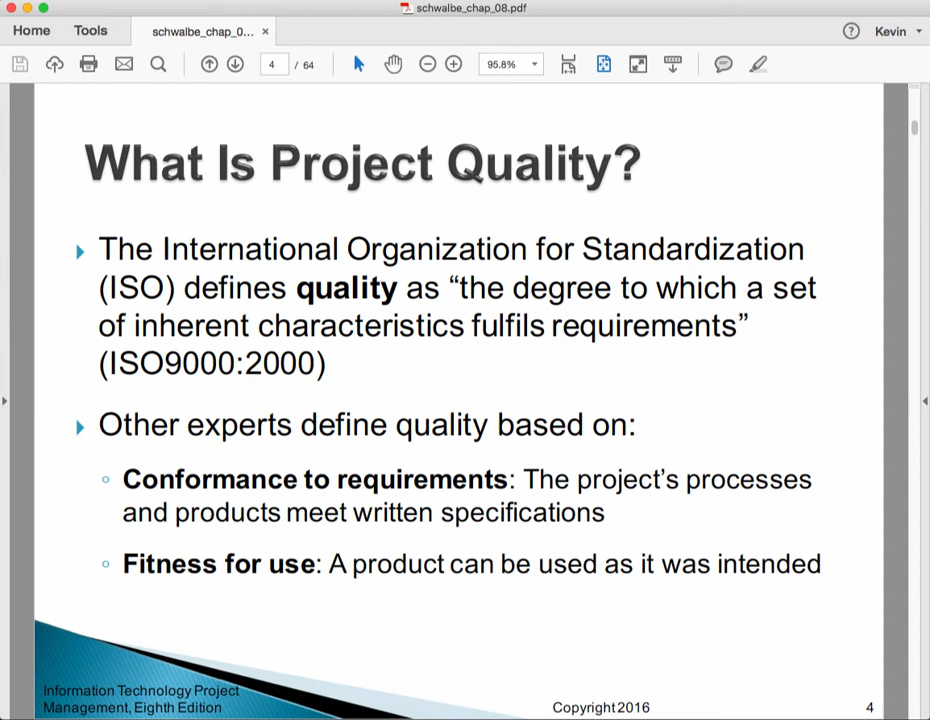 schwalbe_chap_08.pdf
Home Tools schwalbe_chap_0... × ? Kevin
4 / 64 95.8%
What Is Project Quality?
The International Organization for Standardization
(ISO) defines quality as “the degree to which a set
of inherent characteristics fulfils requirements”
(ISO9000:2000)
Other experts define quality based on:
Conformance to requirements: The project’s processes
and products meet written specifications
Fitness for use: A product can be used as it was intended
Information Technology Project
Management, Eighth Edition Copyright 2016 4